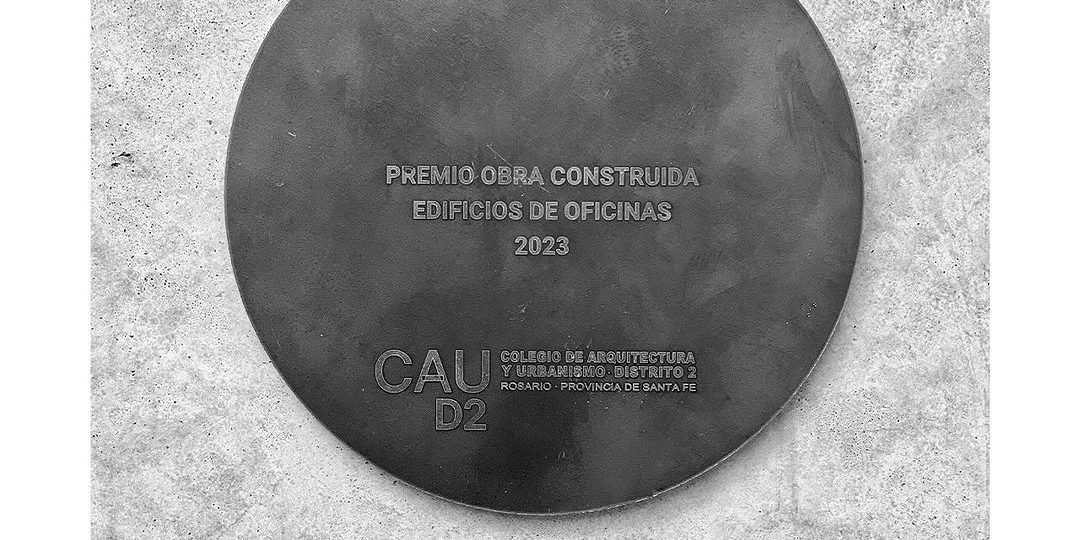 PREMIO OBRA CONSTRUIDA
EDIFICIOS DE OFICINAS
2023
CAU
D2
COLEGIO DE ARQUITECTURA
Y URBANISMO · DISTRITO 2
ROSARIO · PROVINCIA DE SANTA FE